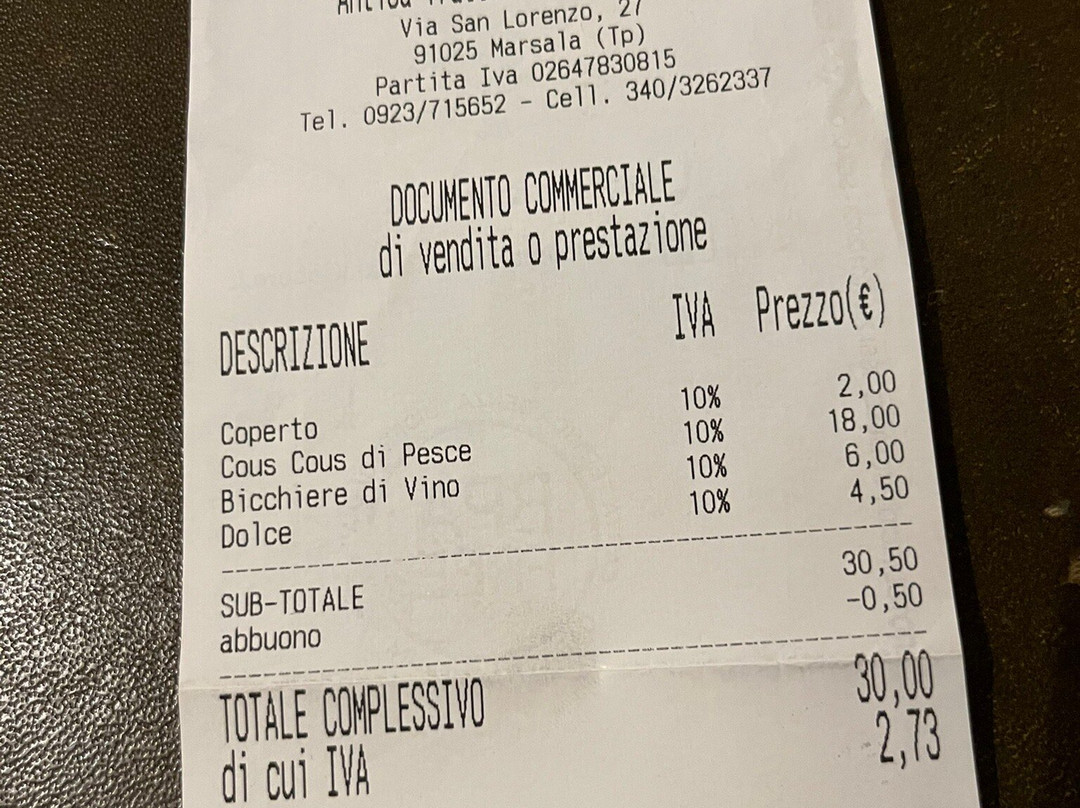 Via San Lorenzo, 27
91025 Marsala (Tp)
Partita Iva 02647830815
Tel. 0923/715652 - Cell. 340/3262337
DOCUMENTO COMMERCIALE
di vendita o prestazione
DESCRIZIONE IVA Prezzo(€)
Coperto 10% 2,00
Cous Cous di Pesce 10% 18,00
Bicchiere di Vino 10% 6,00
Dolce 10% 4,50
SUB-TOTALE 30,50
abbuono -0,50
TOTALE COMPLESSIVO 30,00
di cui IVA 2,73